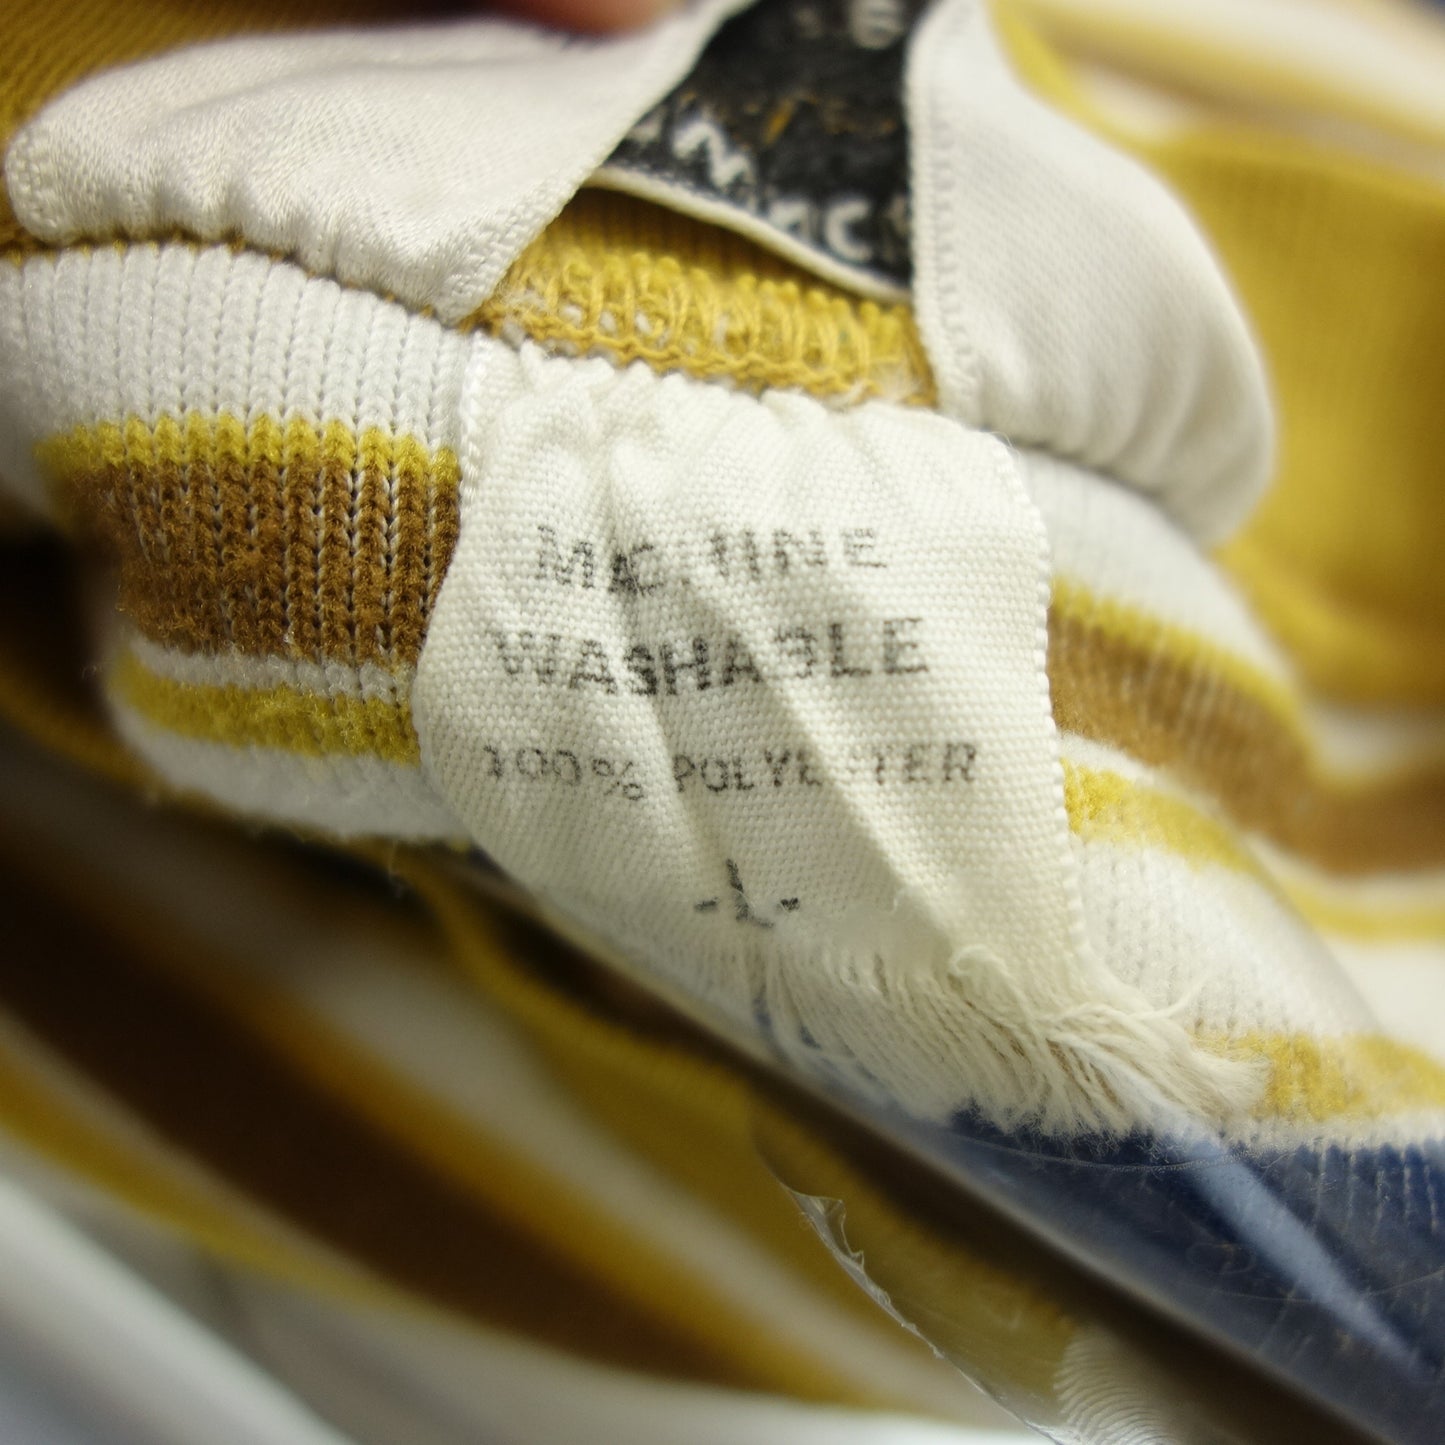 MACHINE
WASHABLE
100% POLYESTER
-L-